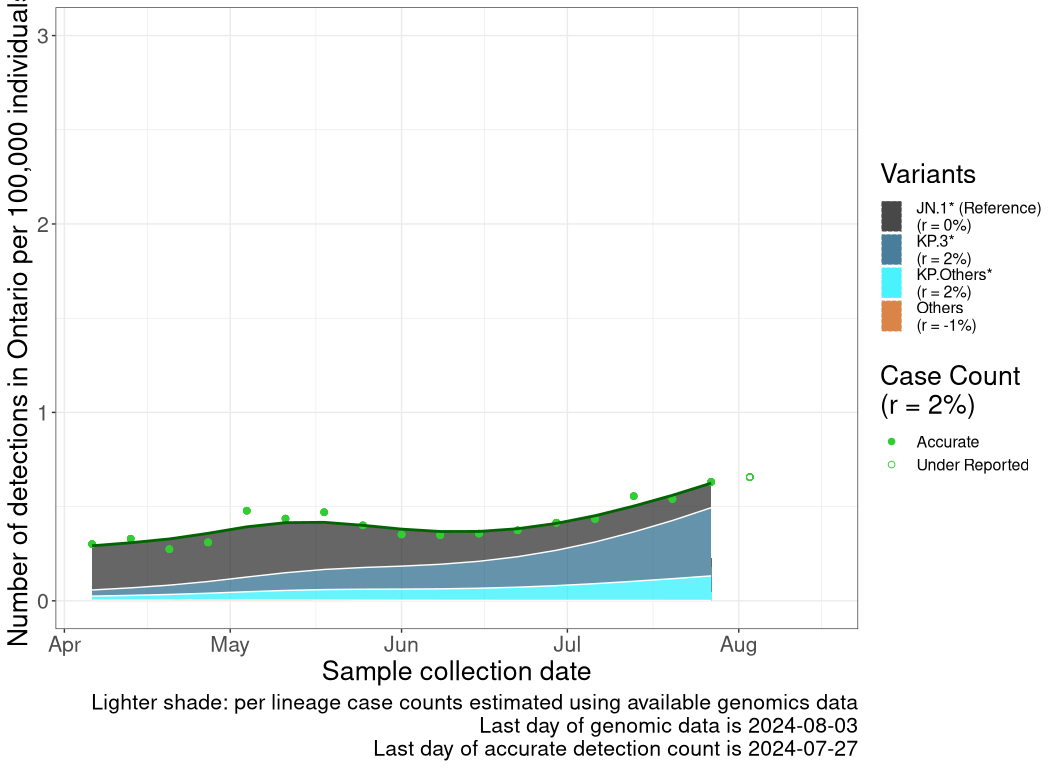 Number of detections in Ontario per 100,000 individuals
3
2
1
0
Apr
May
Jun
Jul
Aug
Sample collection date
Lighter shade: per lineage case counts estimated using available genomics data
Last day of genomic data is 2024-08-03
Last day of accurate detection count is 2024-07-27
Variants
JN.1* (Reference)
(r = 0%)
KP.3*
(r = 2%)
KP.Others*
(r = 2%)
Others
(r = -1%)
Case Count
(r = 2%)
Accurate
Under Reported